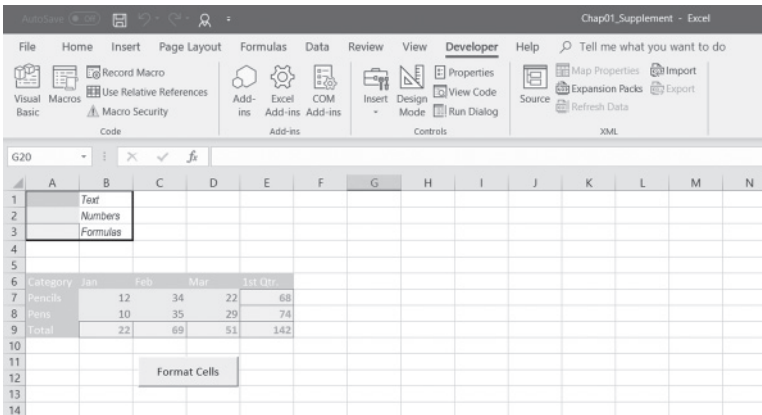 AutoSave Off
Chap01_Supplement - Excel
File Home Insert Page Layout Formulas Data Review View Developer Help Tell me what you want to do
Visual Basic
Macros
Record Macro
Use Relative References
Macro Security
Code
Add-ins
Excel Add-ins
COM Add-ins
Add-ins
Insert
Design Mode
Properties
View Code
Run Dialog
Controls
Source
Map Properties
Expansion Packs
Refresh Data
Import
Export
XML
G20 fx
A B C D E F G H I J K L M N
1 Text
2 Numbers
3 Formulas
4
5
6 Category Jan Feb Mar 1st Qtr.
7 Pencils 12 34 22 68
8 Pens 10 35 29 74
9 Total 22 69 51 142
10
11
12
Format Cells
13
14